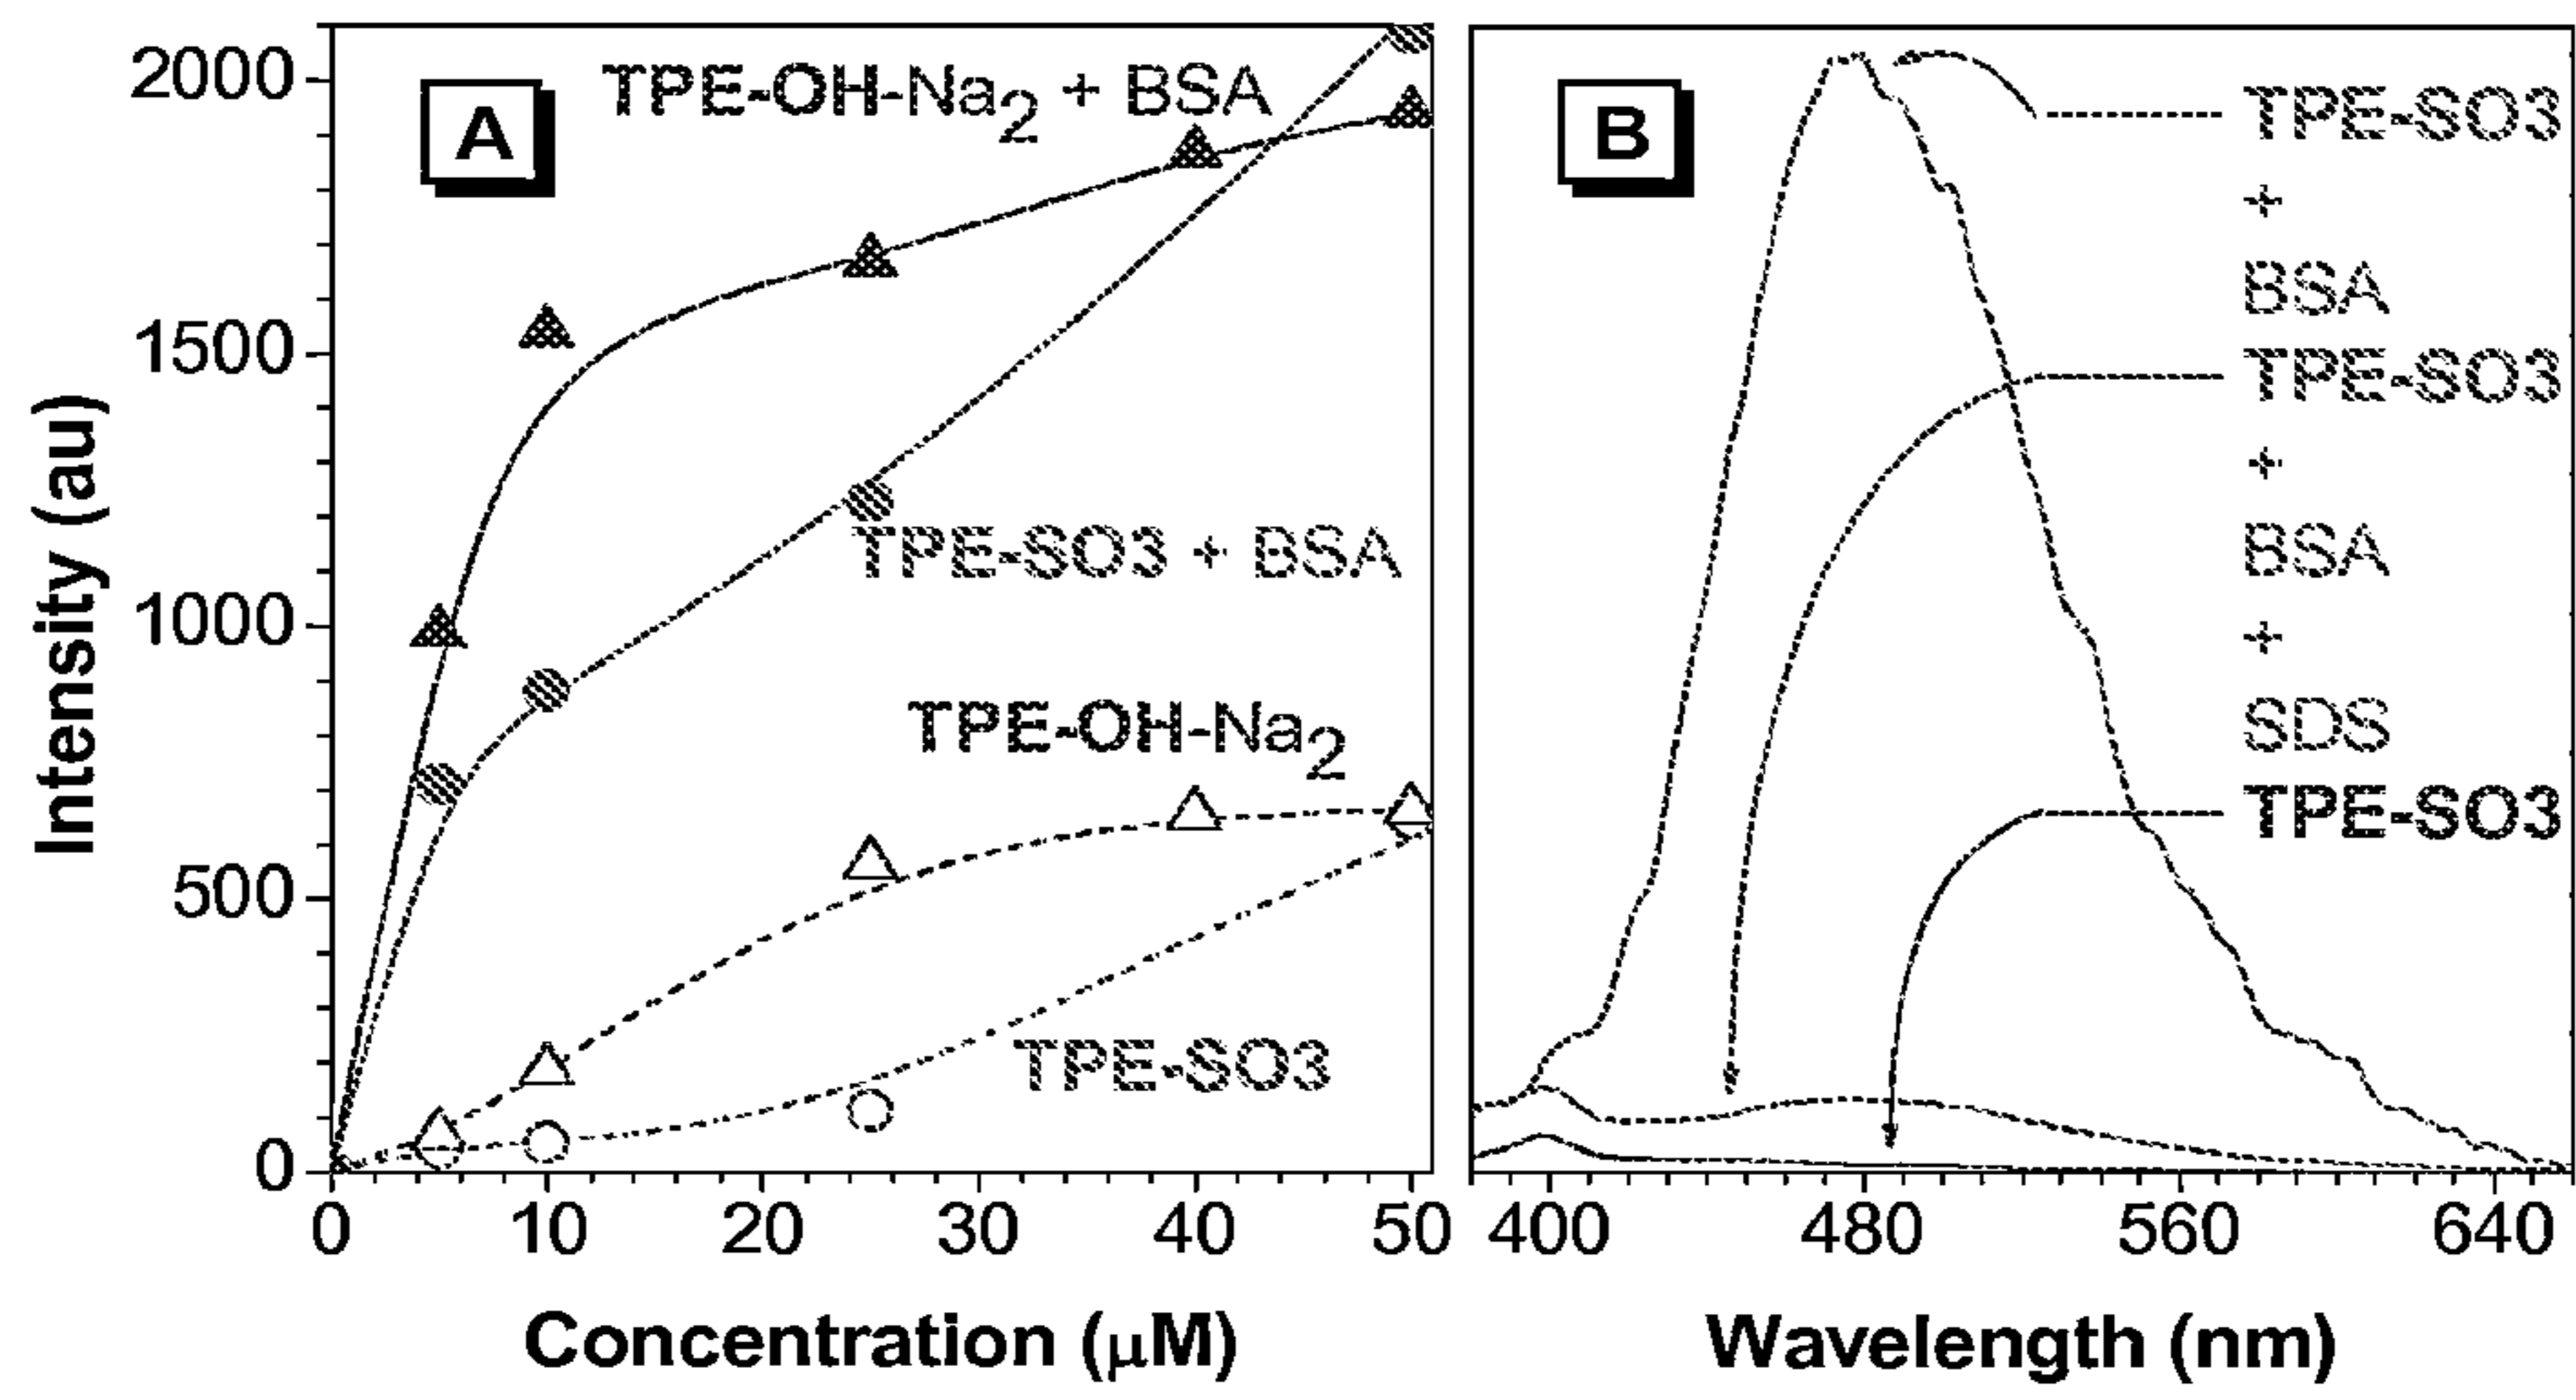 A
TPE-OH-Na2 + BSA
TPE-SO3 + BSA
TPE-OH-Na2
TPE-SO3
2000
1500
1000
500
0
Intensity (au)
0 10 20 30 40 50
Concentration (μM)
B
TPE-SO3
+
BSA
TPE-SO3
+
BSA
+
SDS
TPE-SO3
400 480 560 640
Wavelength (nm)